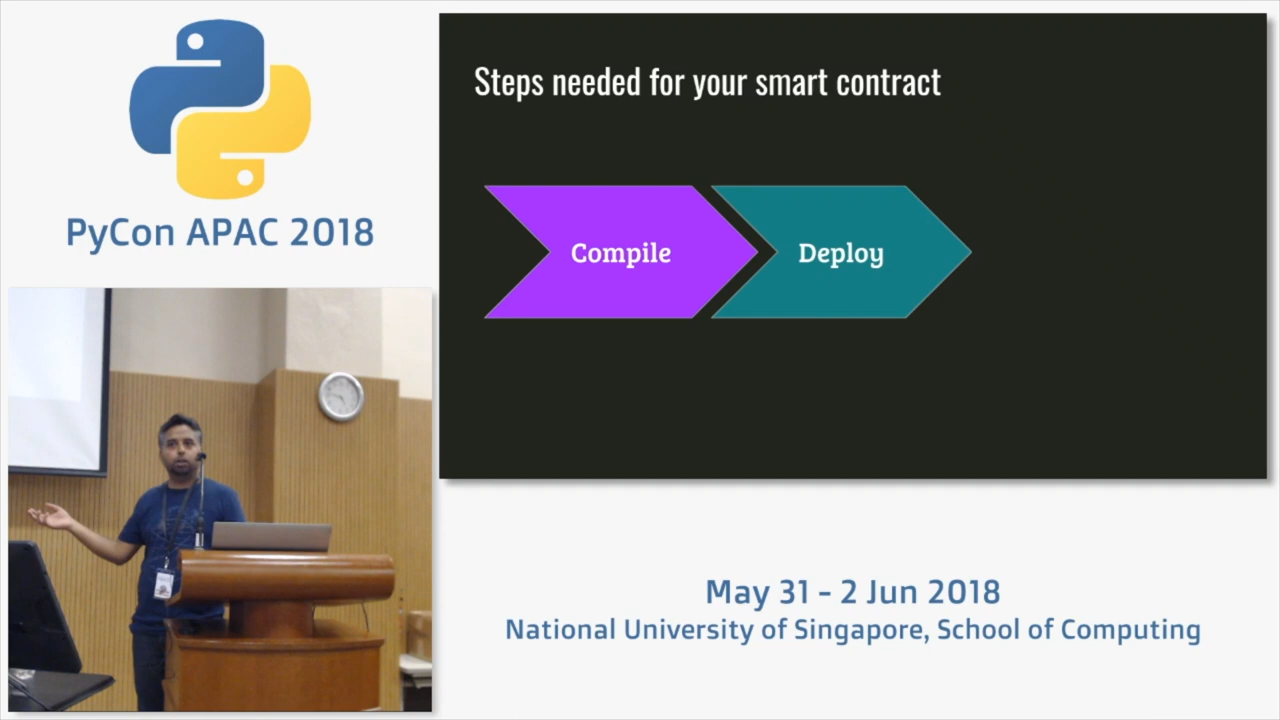 PyCon APAC 2018
Steps needed for your smart contract
Compile
Deploy
May 31 - 2 Jun 2018
National University of Singapore, School of Computing